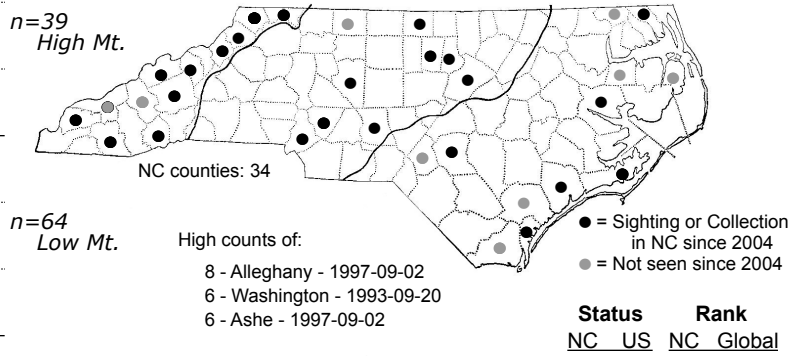 n=39
High Mt.
NC counties: 34
n=64
Low Mt.
High counts of:
8 - Alleghany - 1997-09-02
6 - Washington - 1993-09-20
6 - Ashe - 1997-09-02
● = Sighting or Collection
in NC since 2004
● = Not seen since 2004
Status Rank
NC US NC Global